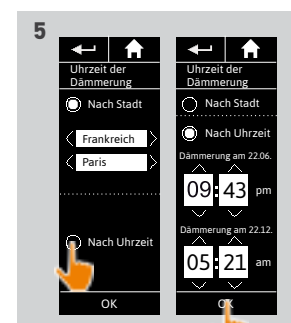 5
Uhrzeit der
Dämmerung
Nach Stadt
Frankreich
Paris
Nach Uhrzeit
OK
Uhrzeit der
Dämmerung
Nach Stadt
Nach Uhrzeit
Dämmerung am 22.06.
09:43 pm
Dämmerung am 22.12.
05:21 am
OK